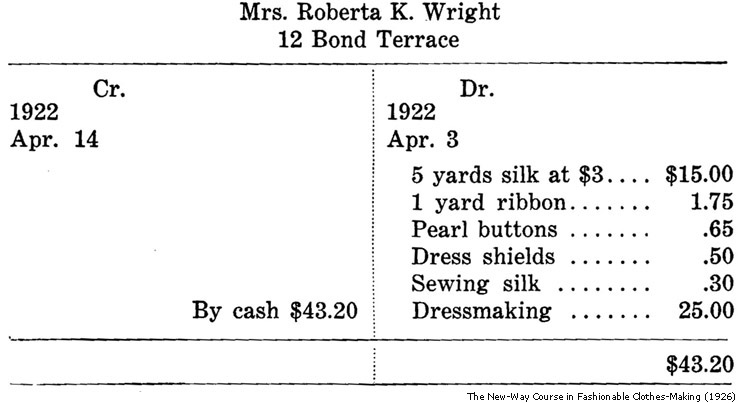 Mrs. Roberta K. Wright
12 Bond Terrace
Cr.
1922
Apr. 14
By cash $43.20
Dr.
1922
Apr. 3
5 yards silk at $3.... $15.00
1 yard ribbon....... 1.75
Pearl buttons ....... .65
Dress shields ....... .50
Sewing silk ........ .30
Dressmaking ....... 25.00
$43.20
The New-Way Course in Fashionable Clothes-Making (1926)